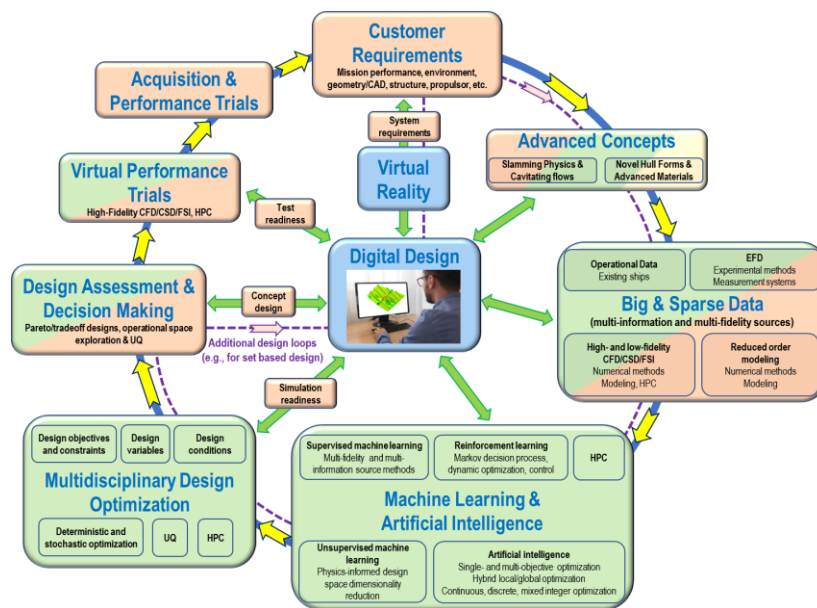 Customer
Requirements
Mission performance, environment,
geometry/CAD, structure, propulsor, etc.
Acquisition &
Performance Trials
System
requirements
Advanced Concepts
Slamming Physics &
Cavitating flows
Novel Hull Forms &
Advanced Materials
Virtual
Reality
Virtual Performance
Trials
High-Fidelity CFD/CSD/FSI, HPC
Test
readiness
Digital Design
Operational Data
Existing ships
EFD
Experimental methods
Measurement systems
Big & Sparse Data
(multi-information and multi-fidelity sources)
High- and low-fidelity
CFD/CSD/FSI
Numerical methods
Modeling, HPC
Reduced order
modeling
Numerical methods
Modeling
Design Assessment &
Decision Making
Pareto/tradeoff designs, operational space
exploration & UQ
Concept
design
Additional design loops
(e.g., for set based design)
Simulation
readiness
Design objectives
and constraints
Design
variables
Design
conditions
Multidisciplinary Design
Optimization
Deterministic and
stochastic optimization
UQ
HPC
Supervised machine learning
Multi-fidelity and multi-
information source methods
Reinforcement learning
Markov decision process,
dynamic optimization, control
HPC
Machine Learning &
Artificial Intelligence
Unsupervised machine
learning
Physics-informed design
space dimensionality
reduction
Artificial intelligence
Single- and multi-objective optimization
Hybrid local/global optimization
Continuous, discrete, mixed integer optimization